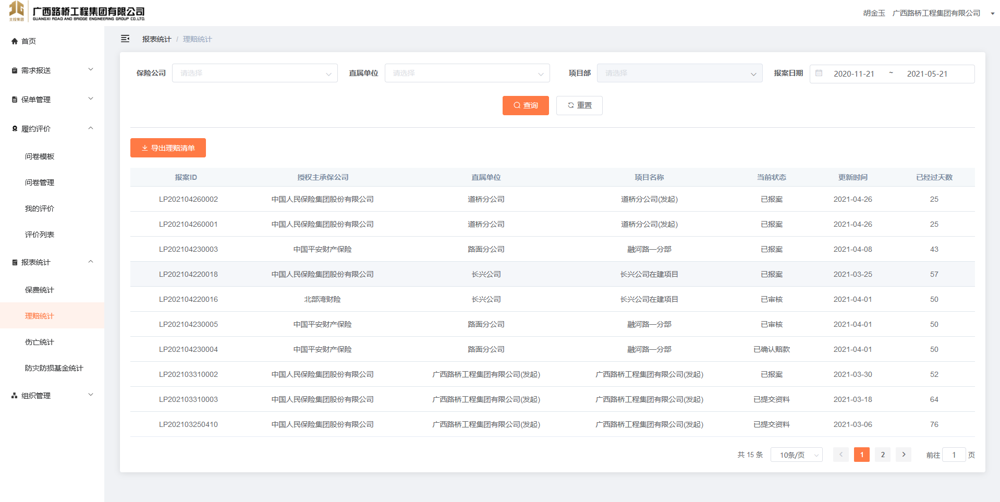 北投集团
广西路桥工程集团有限公司
GUANGXI ROAD AND BRIDGE ENGINEERING GROUP CO.LTD.
胡金玉 广西路桥工程集团有限公司
首页
需求报送
保单管理
履约评价
问卷模板
问卷管理
我的评价
评价列表
报表统计
保费统计
理赔统计
伤亡统计
防灾防损基金统计
组织管理
报表统计 / 理赔统计
保险公司 请选择 直属单位 请选择 项目部 请选择 报案日期 2020-11-21 ~ 2021-05-21
查询 重置
导出理赔清单
报案ID 授权主承保公司 直属单位 项目名称 当前状态 更新时间 已经过天数
LP202104260002 中国人民保险集团股份有限公司 道桥分公司 道桥分公司(发起) 已报案 2021-04-26 25
LP202104260001 中国人民保险集团股份有限公司 道桥分公司 道桥分公司(发起) 已报案 2021-04-26 25
LP202104230003 中国平安财产保险 路面分公司 融河路一分部 已报案 2021-04-08 43
LP202104220018 中国人民保险集团股份有限公司 长兴公司 长兴公司在建项目 已报案 2021-03-25 57
LP202104220016 北部湾财险 长兴公司 长兴公司在建项目 已审核 2021-04-01 50
LP202104230005 中国平安财产保险 路面分公司 融河路一分部 已审核 2021-04-01 50
LP202104230004 中国平安财产保险 路面分公司 融河路一分部 已确认赔款 2021-04-01 50
LP202103310002 中国人民保险集团股份有限公司 广西路桥工程集团有限公司(发起) 广西路桥工程集团有限公司(发起) 已报案 2021-03-30 52
LP202103310003 中国人民保险集团股份有限公司 广西路桥工程集团有限公司(发起) 广西路桥工程集团有限公司(发起) 已提交资料 2021-03-18 64
LP202103250410 中国人民保险集团股份有限公司 广西路桥工程集团有限公司(发起) 广西路桥工程集团有限公司(发起) 已提交资料 2021-03-06 76
共 15 条 10条/页 1 2 前往 1 页